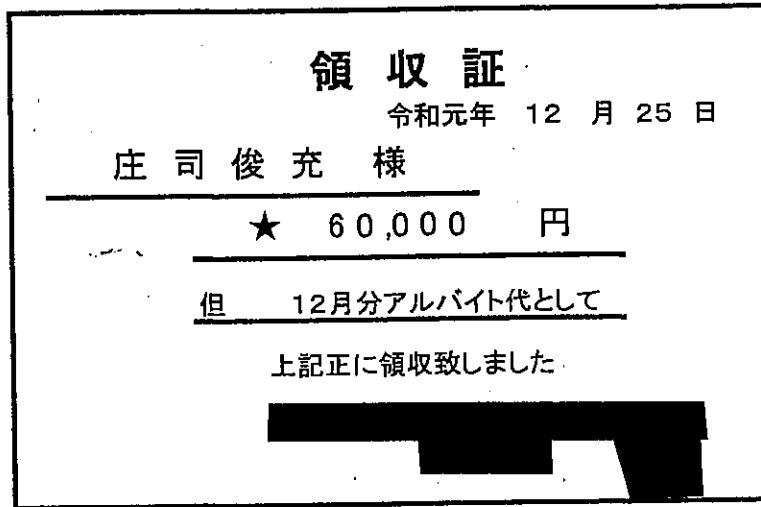 領収証
令和元年 12 月 25 日
庄司俊充 様
★ 60,000 円
但 12月分アルバイト代として
上記正に領収致しました